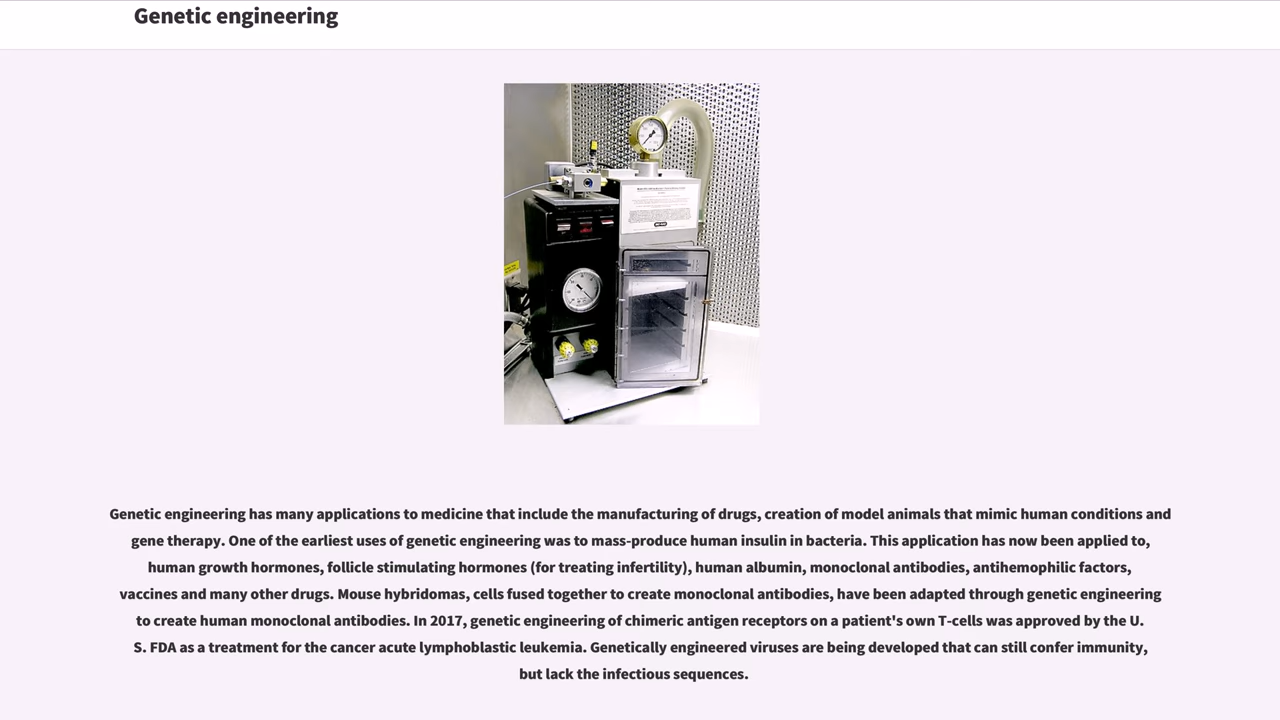 Genetic engineering
Genetic engineering has many applications to medicine that include the manufacturing of drugs, creation of model animals that mimic human conditions and
gene therapy. One of the earliest uses of genetic engineering was to mass-produce human insulin in bacteria. This application has now been applied to,
human growth hormones, follicle stimulating hormones (for treating infertility), human albumin, monoclonal antibodies, antihemophilic factors,
vaccines and many other drugs. Mouse hybridomas, cells fused together to create monoclonal antibodies, have been adapted through genetic engineering
to create human monoclonal antibodies. In 2017, genetic engineering of chimeric antigen receptors on a patient's own T-cells was approved by the U.
S. FDA as a treatment for the cancer acute lymphoblastic leukemia. Genetically engineered viruses are being developed that can still confer immunity,
but lack the infectious sequences.